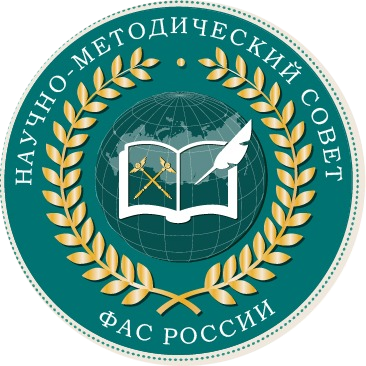 НАУЧНО-МЕТОДИЧЕСКИЙ СОВЕТ
ФАС РОССИИ